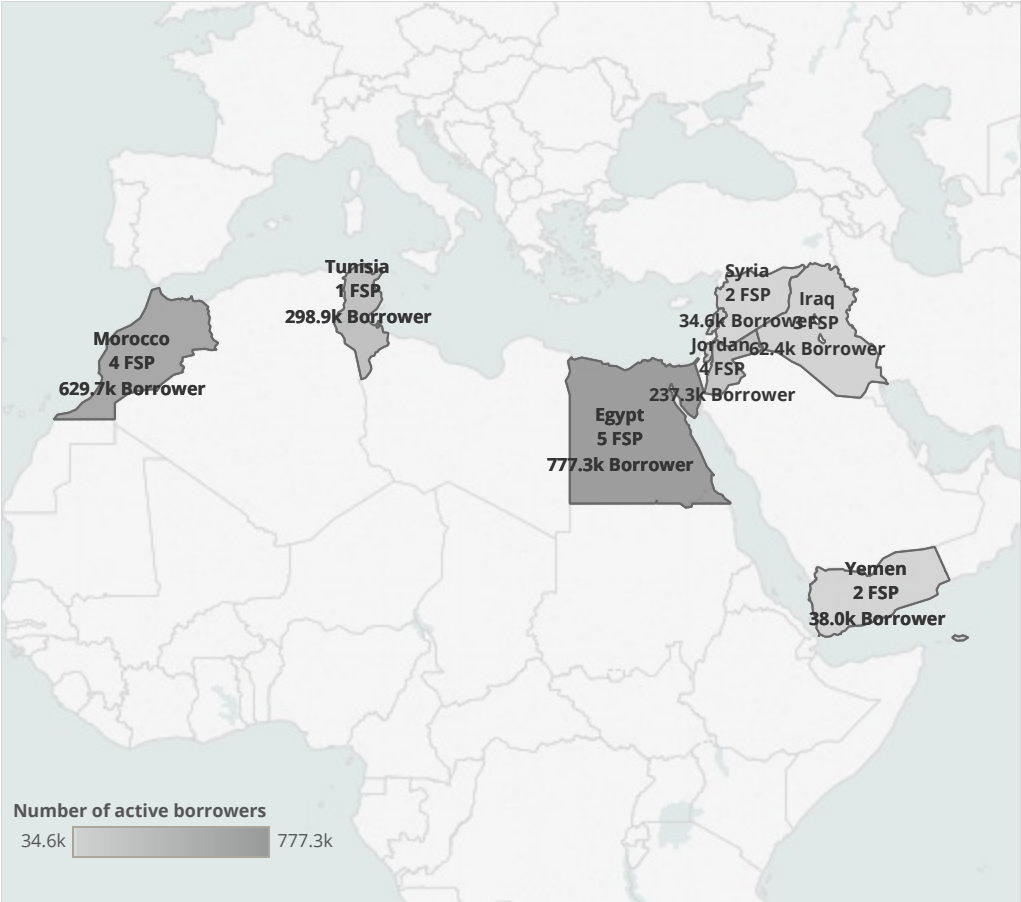 Tunisia
1 FSP
298.9k Borrower
Morocco
4 FSP
629.7k Borrower
Syria
2 FSP
34.6k Borrower
Iraq
3 FSP
62.4k Borrower
Jordan
4 FSP
237.3k Borrower
Egypt
5 FSP
777.3k Borrower
Yemen
2 FSP
38.0k Borrower
Number of active borrowers
34.6k 777.3k